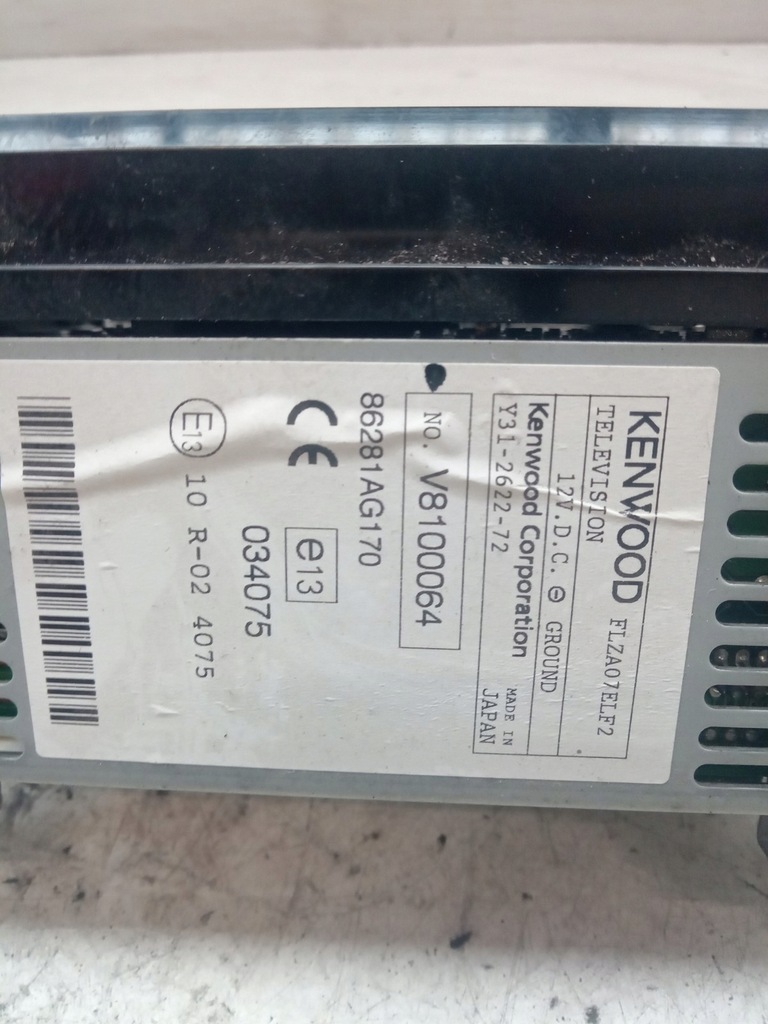 KENWOOD FLZA07ELF2
TELEVISION
12V.D.C. ⊖ GROUND
Kenwood Corporation
Y31-2622-72
MADE IN
JAPAN
NO. V8100064
86281AG170
CE e13
034075
E13 10 R-02 4075